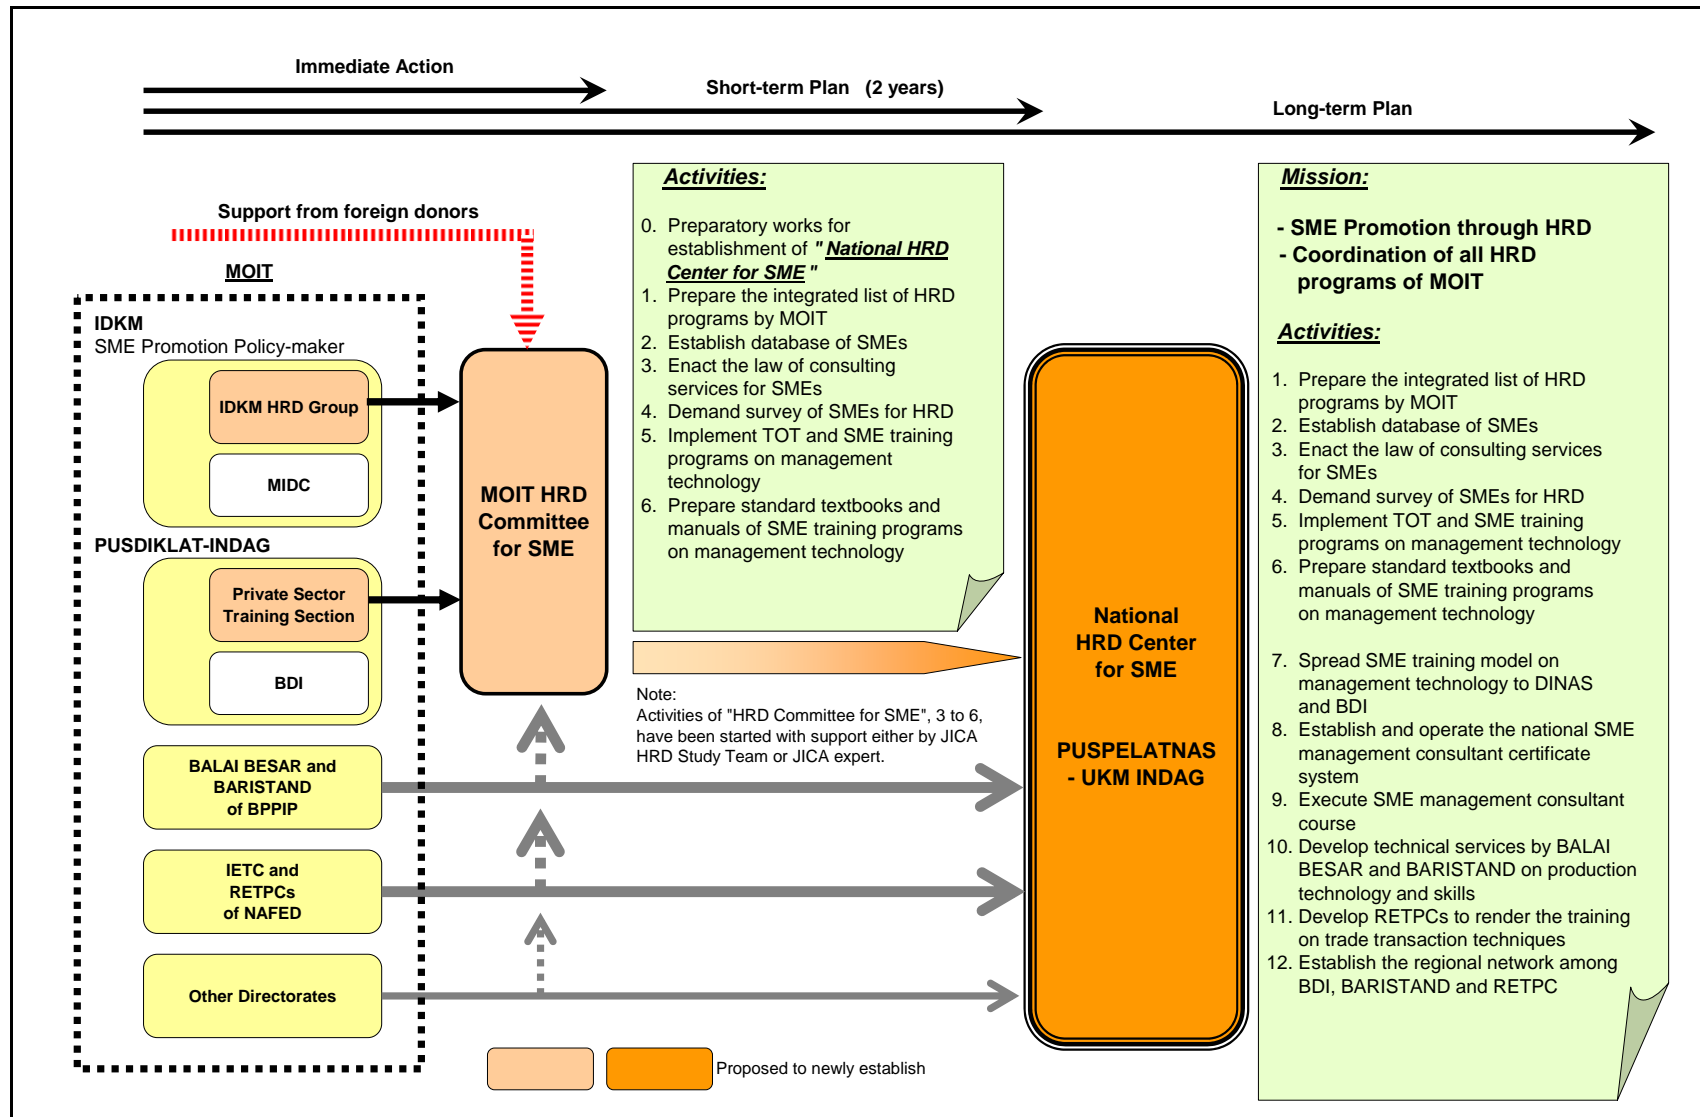 Immediate Action
Short-term Plan (2 years)
Long-term Plan
Support from foreign donors
MOIT
IDKM
SME Promotion Policy-maker
IDKM HRD Group
MIDC
PUSDIKLAT-INDAG
Private Sector
Training Section
BDI
BALAI BESAR and
BARISTAND
of BPPIP
IETC and
RETPCs
of NAFED
Other Directorates
MOIT HRD
Committee
for SME
Activities:
0. Preparatory works for
establishment of "National HRD
Center for SME"
1. Prepare the integrated list of HRD
programs by MOIT
2. Establish database of SMEs
3. Enact the law of consulting
services for SMEs
4. Demand survey of SMEs for HRD
5. Implement TOT and SME training
programs on management
technology
6. Prepare standard textbooks and
manuals of SME training programs
on management technology
Note:
Activities of "HRD Committee for SME", 3 to 6,
have been started with support either by JICA
HRD Study Team or JICA expert.
National
HRD Center
for SME
PUSPELATNAS
- UKM INDAG
Mission:
- SME Promotion through HRD
- Coordination of all HRD
programs of MOIT
Activities:
1. Prepare the integrated list of HRD
programs by MOIT
2. Establish database of SMEs
3. Enact the law of consulting services
for SMEs
4. Demand survey of SMEs for HRD
5. Implement TOT and SME training
programs on management technology
6. Prepare standard textbooks and
manuals of SME training programs
on management technology
7. Spread SME training model on
management technology to DINAS
and BDI
8. Establish and operate the national SME
management consultant certificate
system
9. Execute SME management consultant
course
10. Develop technical services by BALAI
BESAR and BARISTAND on production
technology and skills
11. Develop RETPCs to render the training
on trade transaction techniques
12. Establish the regional network among
BDI, BARISTAND and RETPC
Proposed to newly establish